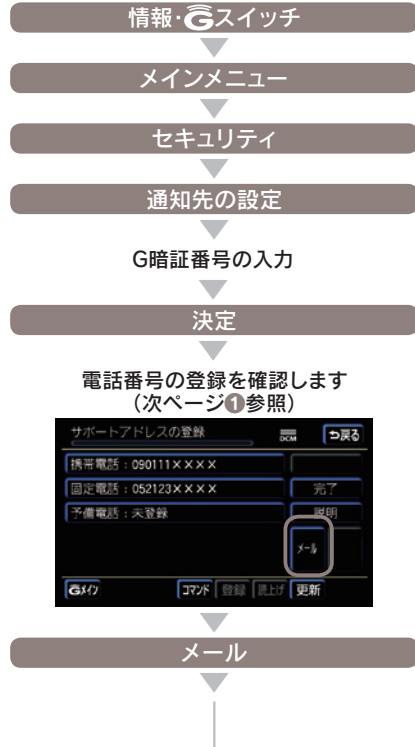 情報・Gスイッチ
メインメニュー
セキュリティ
通知先の設定
G暗証番号の入力
決定
電話番号の登録を確認します
（次ページ❶参照）
サポートアドレスの登録
DCM
戻る
携帯電話：090111××××
固定電話：052123××××
完了
予備電話：未登録
説明
メール
Gメイン
コマンド
登録
読上げ
更新
メール